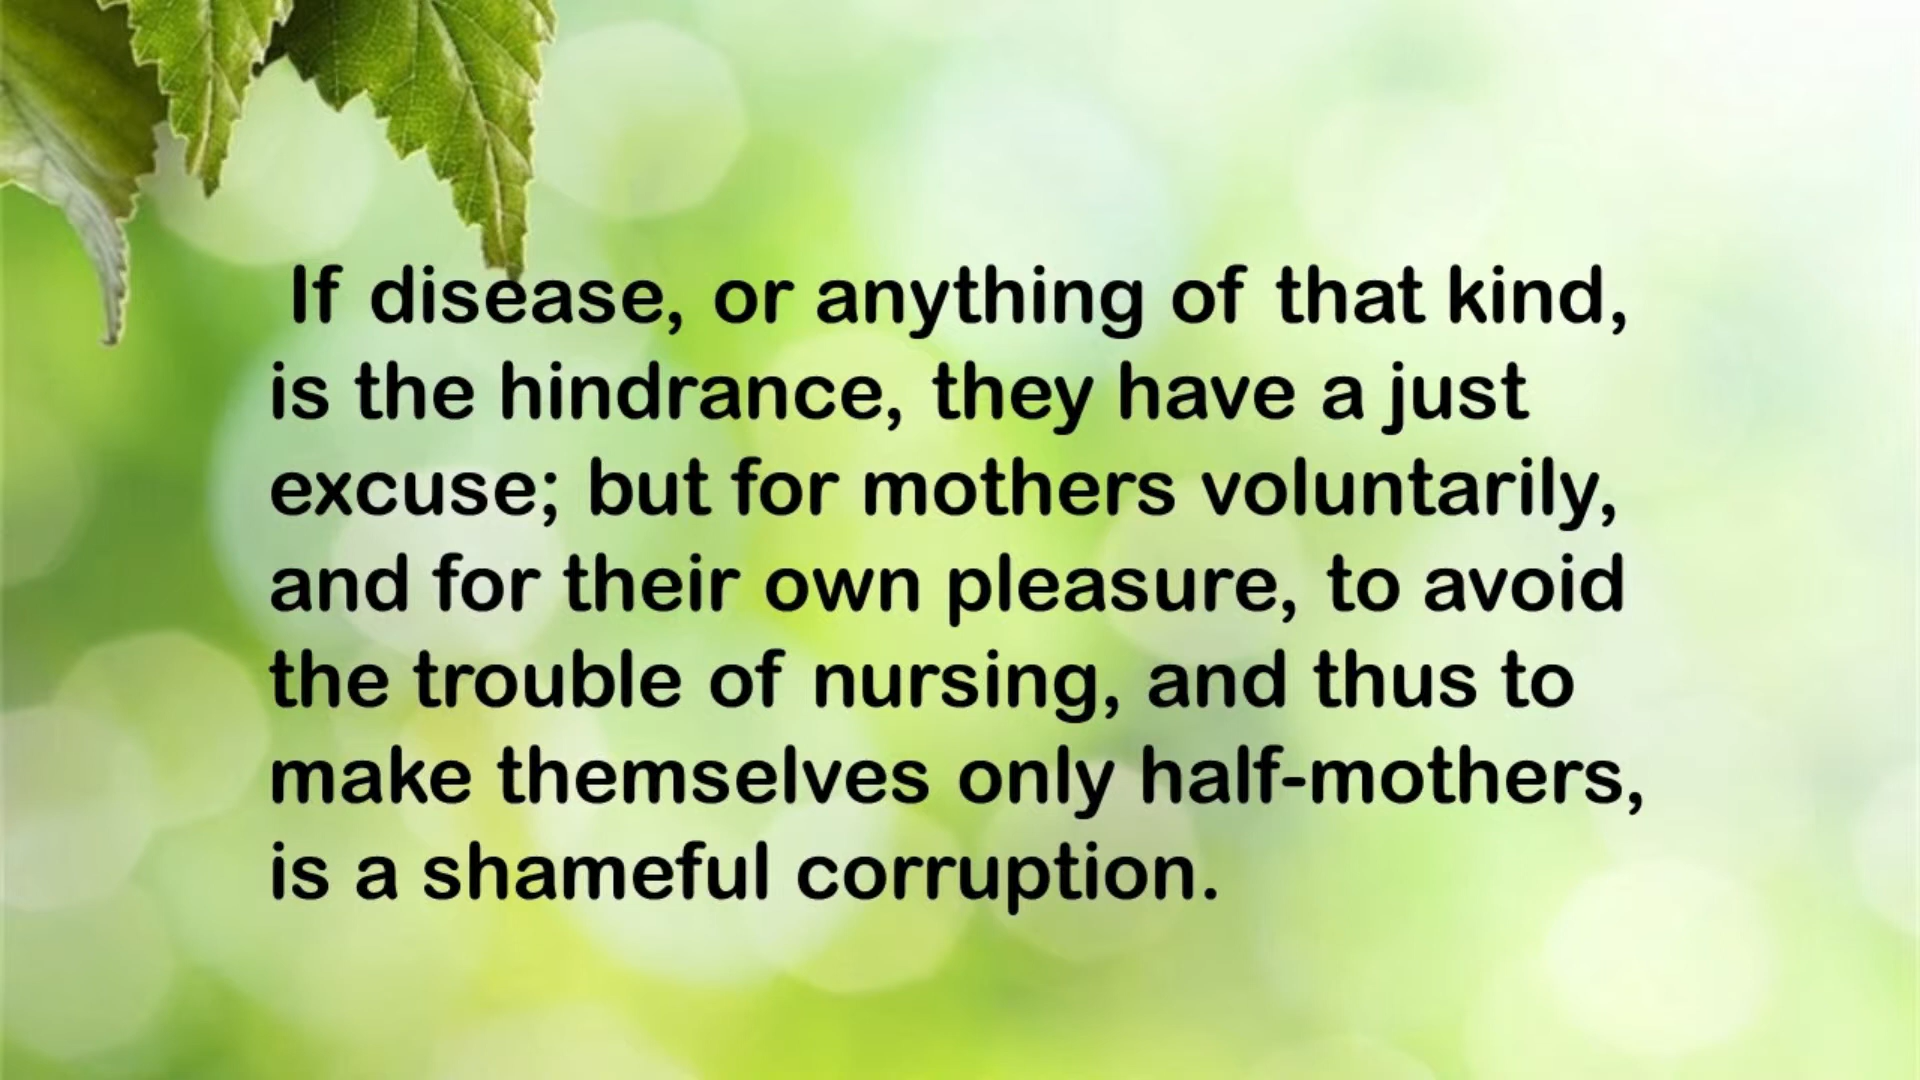 If disease, or anything of that kind,
is the hindrance, they have a just
excuse; but for mothers voluntarily,
and for their own pleasure, to avoid
the trouble of nursing, and thus to
make themselves only half-mothers,
is a shameful corruption.